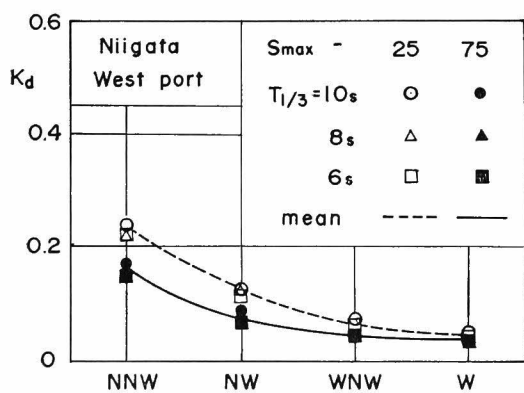 0.6
Niigata
West port
Smax - 25 75
Kd
T1/3=10s
8s
6s
mean
0.4
0.2
0
NNW NW WNW W